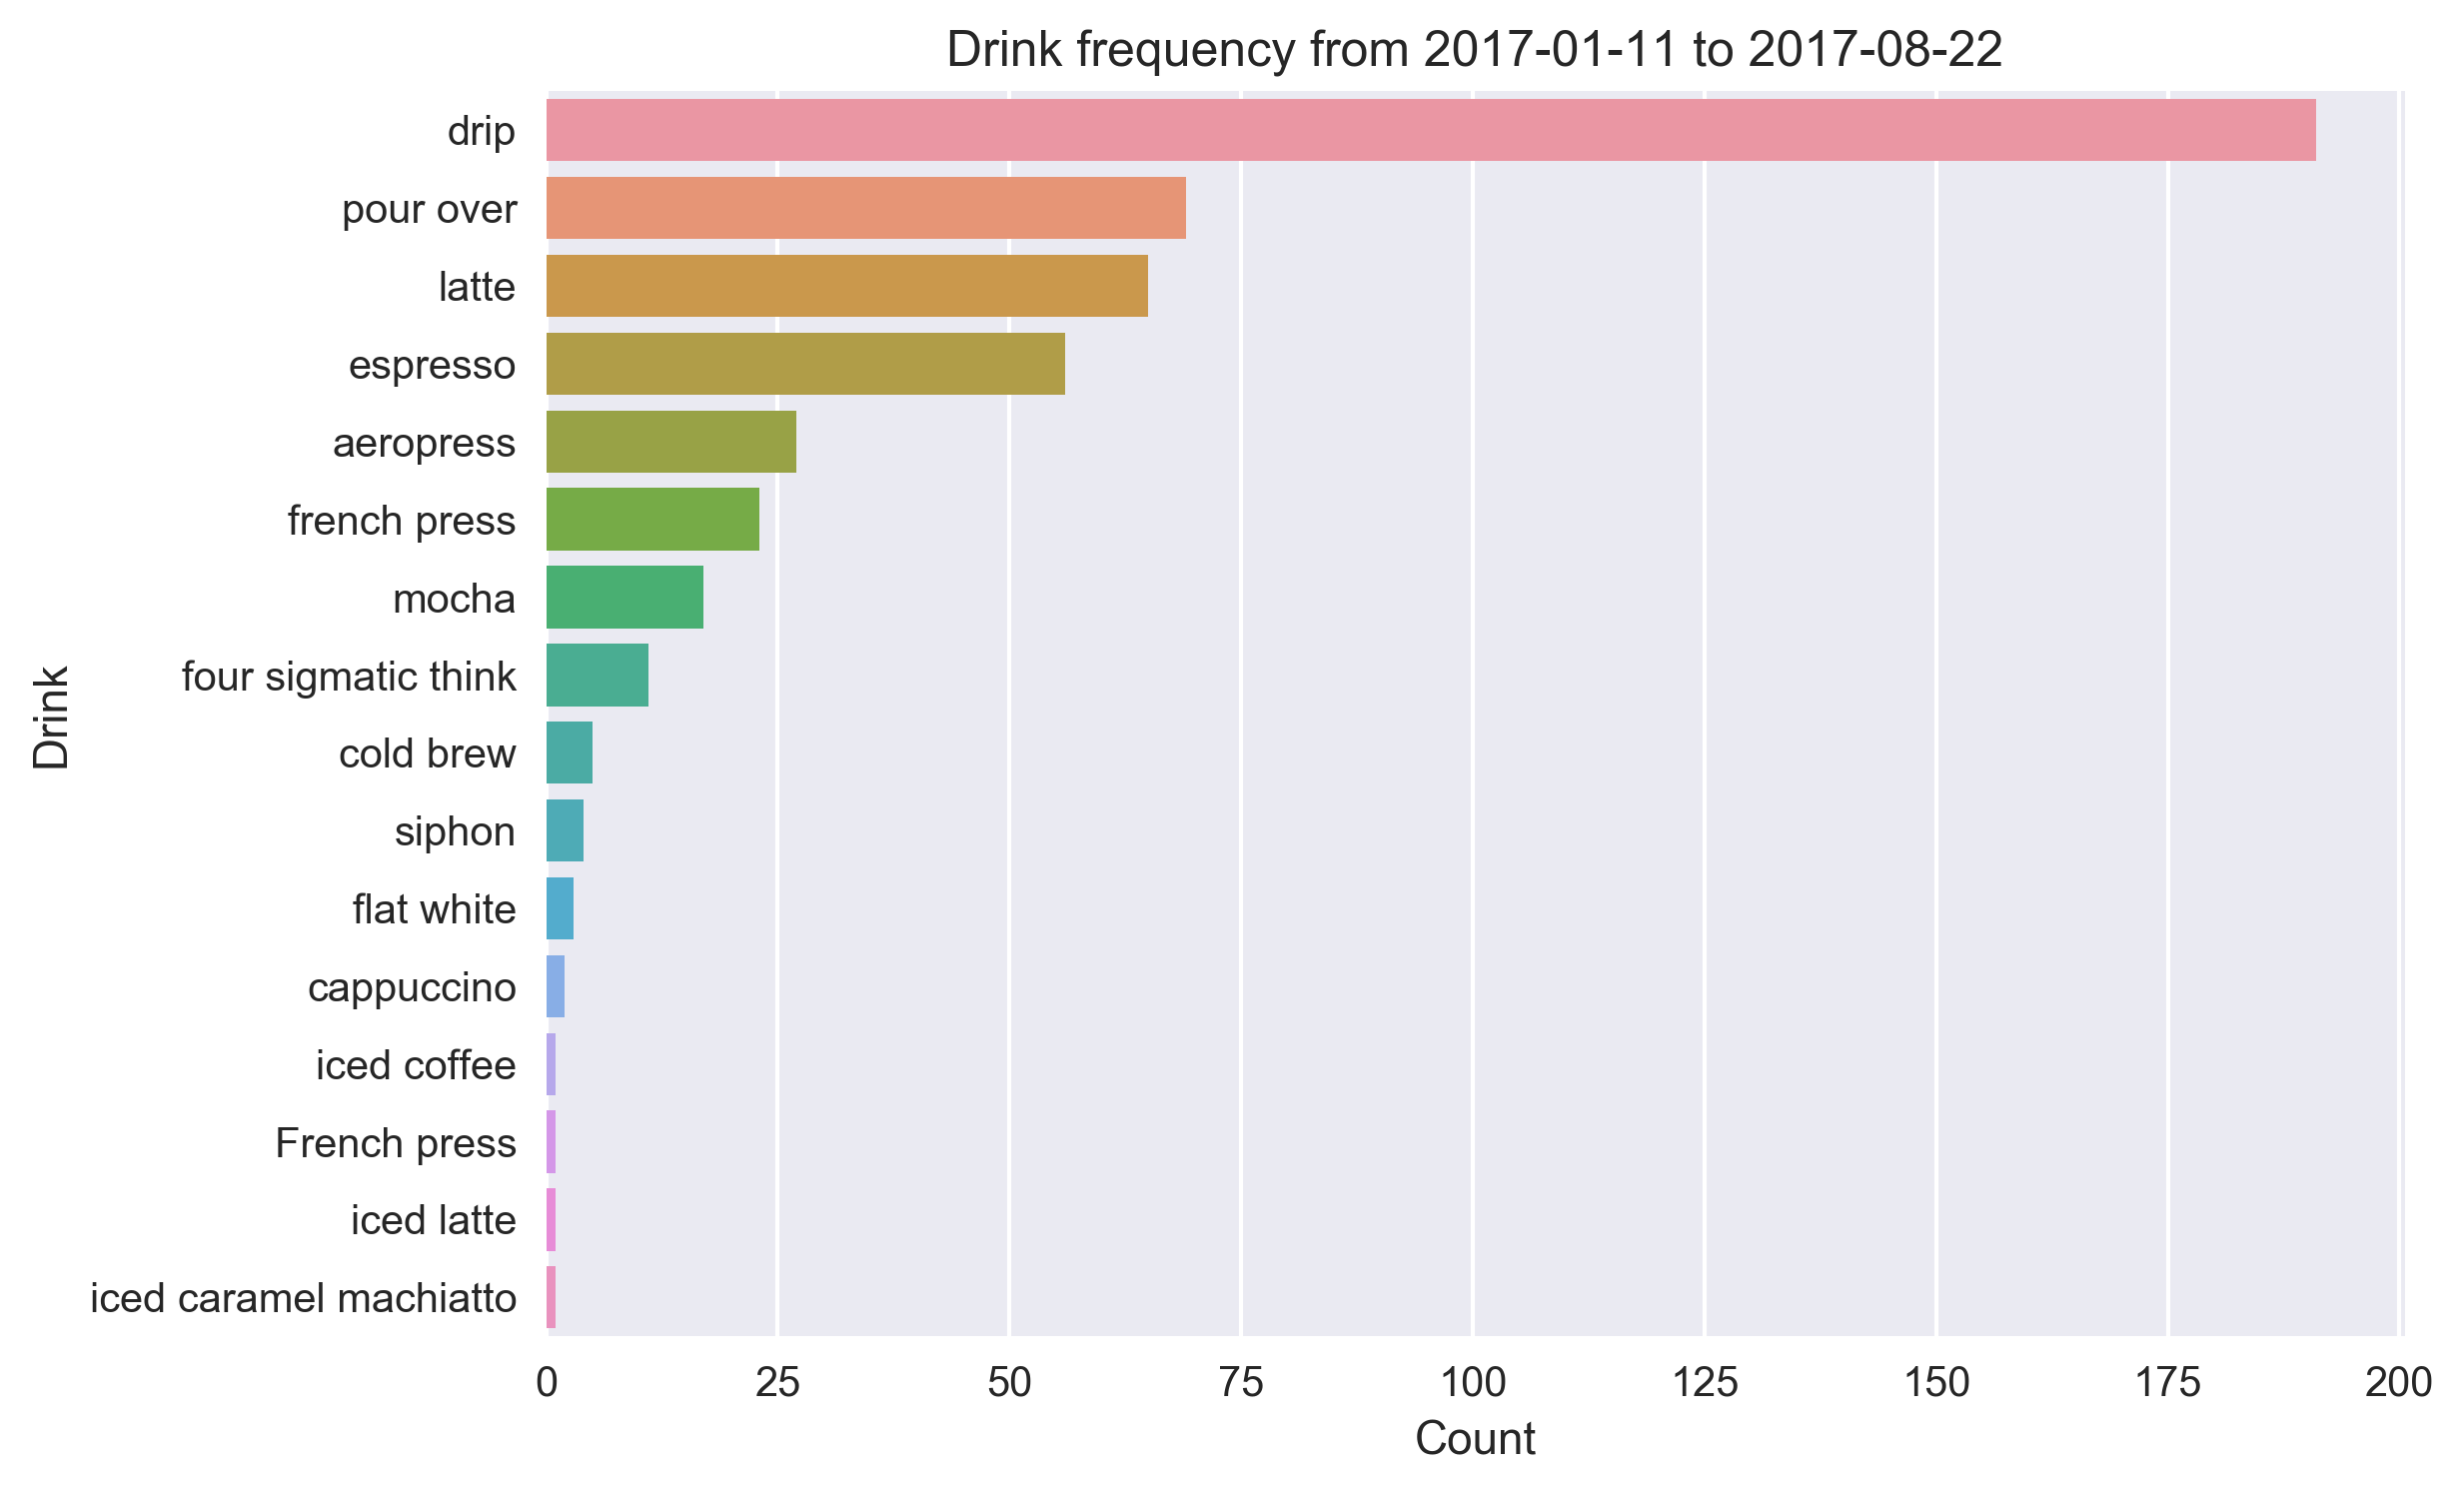 Drink frequency from 2017-01-11 to 2017-08-22
drip
pour over
latte
espresso
aeropress
french press
mocha
four sigmatic think
cold brew
siphon
flat white
cappuccino
iced coffee
French press
iced latte
iced caramel machiatto
Drink
0 25 50 75 100 125 150 175 200
Count